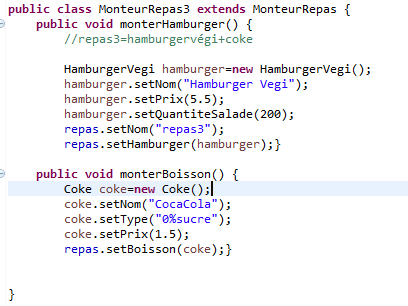 public class MonteurRepas3 extends MonteurRepas {
public void monterHamburger() {
//repas3=hamburgervégi+coke
HamburgerVegi hamburger=new HamburgerVegi();
hamburger.setNom("Hamburger Vegi");
hamburger.setPrix(5.5);
hamburger.setQuantiteSalade(200);
repas.setNom("repas3");
repas.setHamburger(hamburger);}
public void monterBoisson() {
Coke coke=new Coke();
coke.setNom("CocaCola");
coke.setType("0%sucre");
coke.setPrix(1.5);
repas.setBoisson(coke);}
}